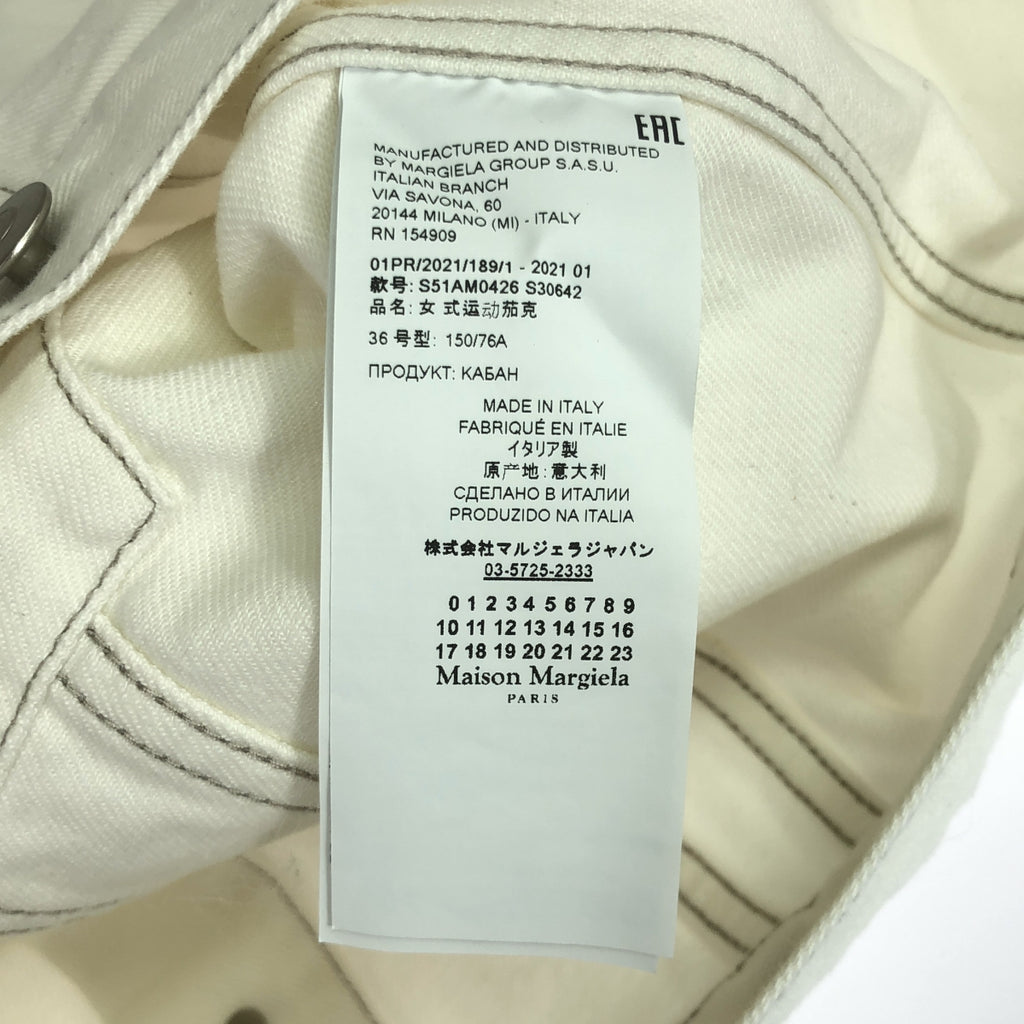 EAC
MANUFACTURED AND DISTRIBUTED
BY MARGIELA GROUP S.A.S.U.
ITALIAN BRANCH
VIA SAVONA, 60
20144 MILANO (MI) - ITALY
RN 154909
01PR/2021/189/1 - 2021 01
款号: S51AM0426 S30642
品名: 女 式运动茄克
36 号型: 150/76A
ПРОДУКТ: КАБАН
MADE IN ITALY
FABRIQUÉ EN ITALIE
イタリア製
原产地: 意大利
СДЕЛАНО В ИТАЛИИ
PRODUZIDO NA ITALIA
株式会社マルジェラジャパン
03-5725-2333
0 1 2 3 4 5 6 7 8 9
10 11 12 13 14 15 16
17 18 19 20 21 22 23
Maison Margiela
PARIS